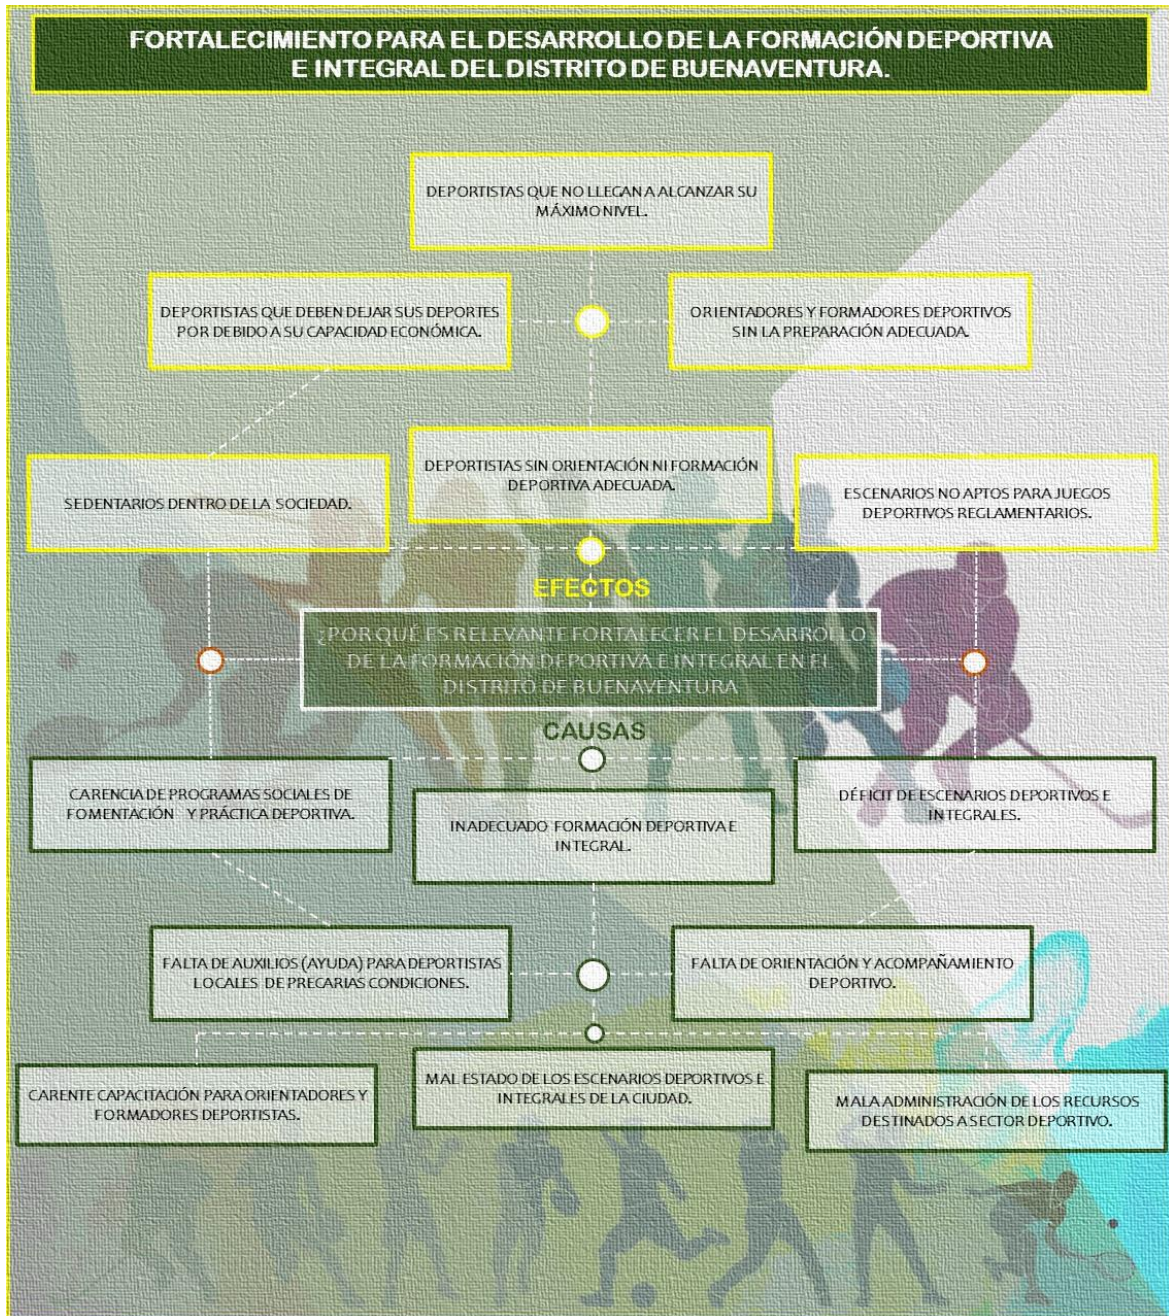 FORTALECIMIENTO PARA EL DESARROLLO DE LA FORMACIÓN DEPORTIVA
E INTEGRAL DEL DISTRITO DE BUENAVENTURA.
DEPORTISTAS QUE NO LLEGAN A ALCANZAR SU
MÁXIMO NIVEL.
DEPORTISTAS QUE DEBEN DEJAR SUS DEPORTES
POR DEBIDO A SU CAPACIDAD ECONÓMICA.
ORIENTADORES Y FORMADORES DEPORTIVOS
SIN LA PREPARACIÓN ADECUADA.
SEDENTARIOS DENTRO DE LA SOCIEDAD.
DEPORTISTAS SIN ORIENTACIÓN NI FORMACIÓN
DEPORTIVA ADECUADA.
ESCENARIOS NO APTOS PARA JUEGOS
DEPORTIVOS REGLAMENTARIOS.
EFECTOS
¿POR QUÉ ES RELEVANTE FORTALECER EL DESARROLLO
DE LA FORMACIÓN DEPORTIVA E INTEGRAL EN EL
DISTRITO DE BUENAVENTURA
CAUSAS
CARENCIA DE PROGRAMAS SOCIALES DE
FOMENTACIÓN Y PRÁCTICA DEPORTIVA.
INADECUADO FORMACIÓN DEPORTIVA E
INTEGRAL.
DÉFICIT DE ESCENARIOS DEPORTIVOS E
INTEGRALES.
FALTA DE AUXILIOS (AYUDA) PARA DEPORTISTAS
LOCALES DE PRECARIAS CONDICIONES.
FALTA DE ORIENTACIÓN Y ACOMPAÑAMIENTO
DEPORTIVO.
CARENTE CAPACITACIÓN PARA ORIENTADORES Y
FORMADORES DEPORTISTAS.
MAL ESTADO DE LOS ESCENARIOS DEPORTIVOS E
INTEGRALES DE LA CIUDAD.
MALA ADMINISTRACIÓN DE LOS RECURSOS
DESTINADOS A SECTOR DEPORTIVO.